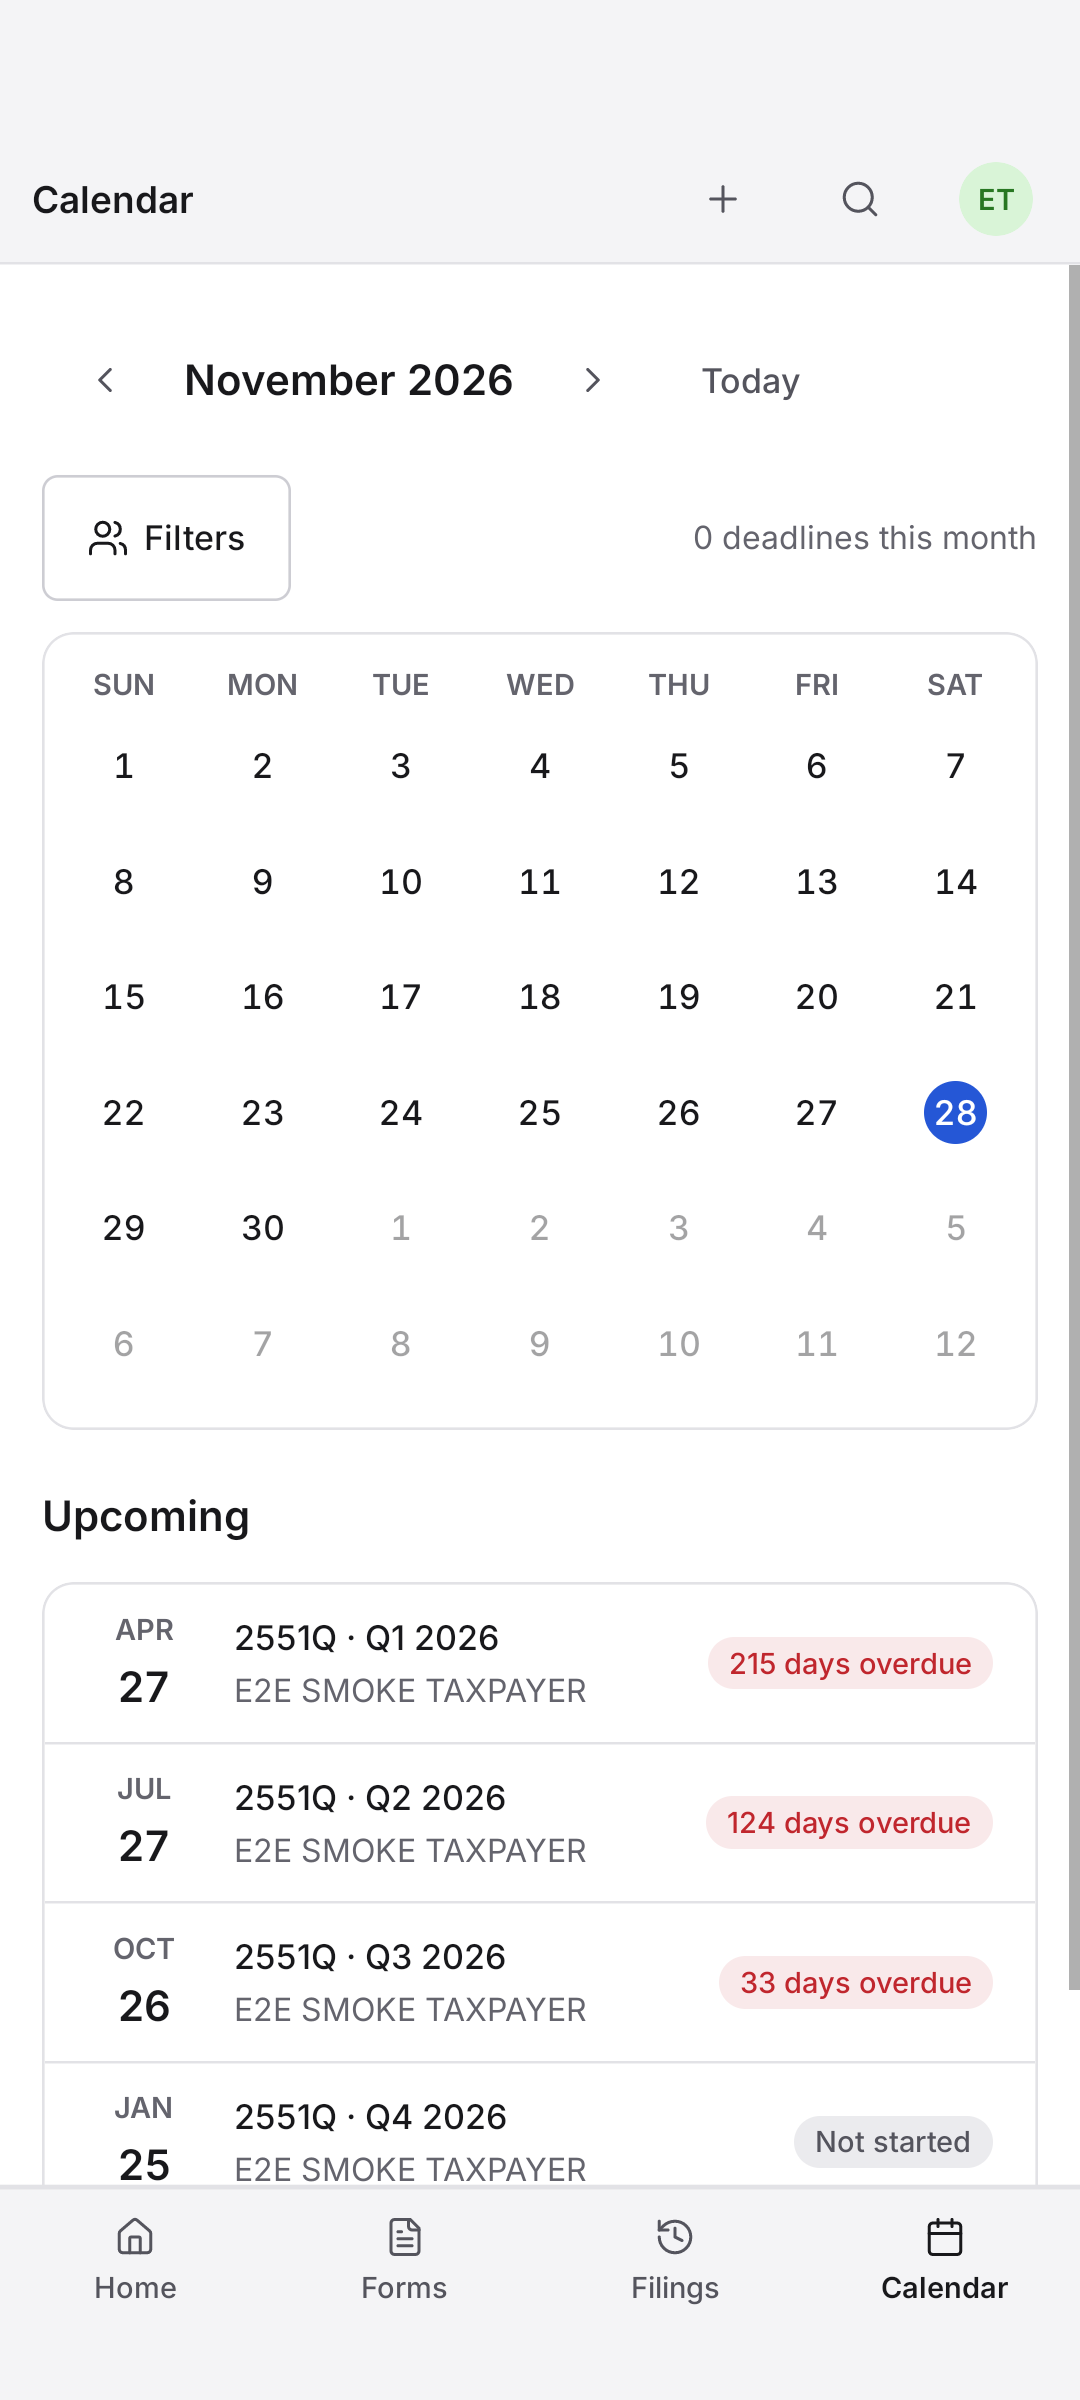 Calendar
ET
November 2026
Today
Filters
0 deadlines this month
SUN MON TUE WED THU FRI SAT
1 2 3 4 5 6 7
8 9 10 11 12 13 14
15 16 17 18 19 20 21
22 23 24 25 26 27 28
29 30 1 2 3 4 5
6 7 8 9 10 11 12
Upcoming
APR
27
2551Q · Q1 2026
E2E SMOKE TAXPAYER
215 days overdue
JUL
27
2551Q · Q2 2026
E2E SMOKE TAXPAYER
124 days overdue
OCT
26
2551Q · Q3 2026
E2E SMOKE TAXPAYER
33 days overdue
JAN
25
2551Q · Q4 2026
E2E SMOKE TAXPAYER
Not started
Home
Forms
Filings
Calendar